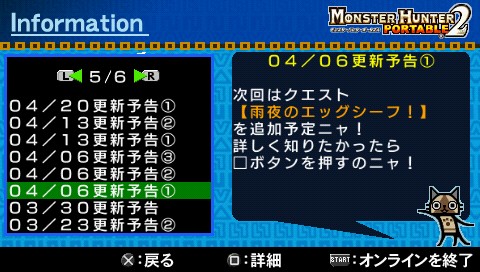 Information
MONSTER HUNTER
PORTABLE 2
L 5/6 R
04/20更新予告①
04/13更新予告②
04/13更新予告①
04/06更新予告③
04/06更新予告②
04/06更新予告①
03/30更新予告
03/23更新予告②
04/06更新予告①
次回はクエスト
【雨夜のエッグシーフ!】
を追加予定ニャ!
詳しく知りたかったら
□ボタンを押すのニャ!
×:戻る
□:詳細
START:オンラインを終了